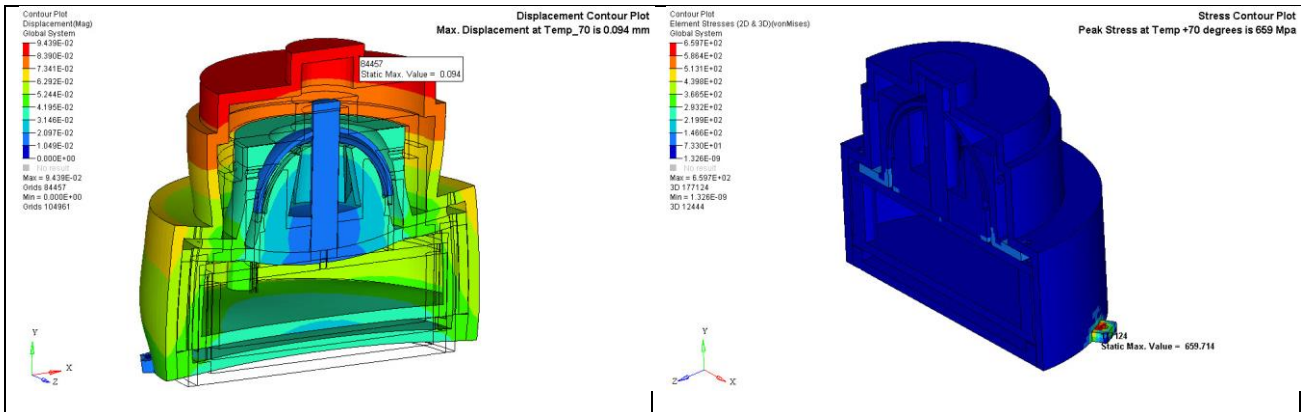 Contour Plot
Displacement(Mag)
Global System
9.439E-02
8.390E-02
7.341E-02
6.292E-02
5.244E-02
4.195E-02
3.146E-02
2.097E-02
1.049E-02
0.000E+00
No result
Max = 9.439E-02
Grids 84457
Min = 0.000E+00
Grids 104961
Displacement Contour Plot
Max. Displacement at Temp_70 is 0.094 mm
84457
Static Max. Value = 0.094
Y
X
Z
Contour Plot
Element Stresses (2D & 3D)(vonMises)
Global System
6.597E+02
5.864E+02
5.131E+02
4.398E+02
3.665E+02
2.932E+02
2.199E+02
1.466E+02
7.330E+01
1.326E-09
No result
Max = 6.597E+02
3D 177124
Min = 1.326E-09
3D 12444
Stress Contour Plot
Peak Stress at Temp +70 degrees is 659 Mpa
Static Max. Value = 659.714
Y
Z
X